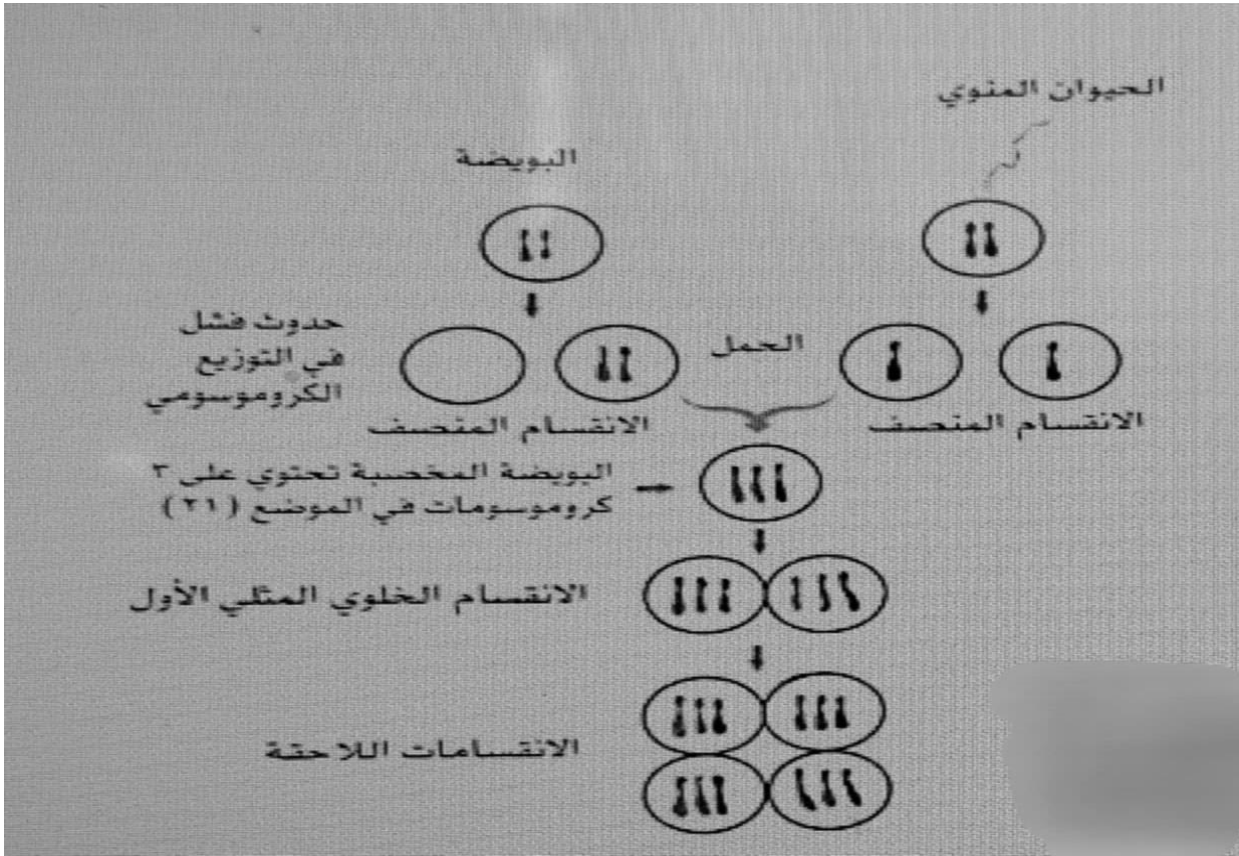 الحيوان المنوي
البويضة
حدوث فشل
في التوزيع
الكروموسومي
الحمل
الانقسام المنصف
الانقسام المنصف
البويضة المخصبة تحتوي على ٣
كروموسومات في الموضع (٢١)
الانقسام الخلوي المثلي الأول
الانقسامات اللاحقة